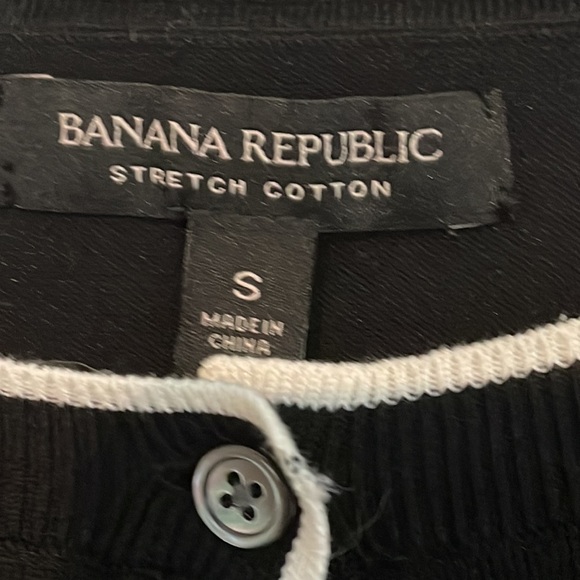 BANANA REPUBLIC
STRETCH COTTON
S
MADE IN
CHINA